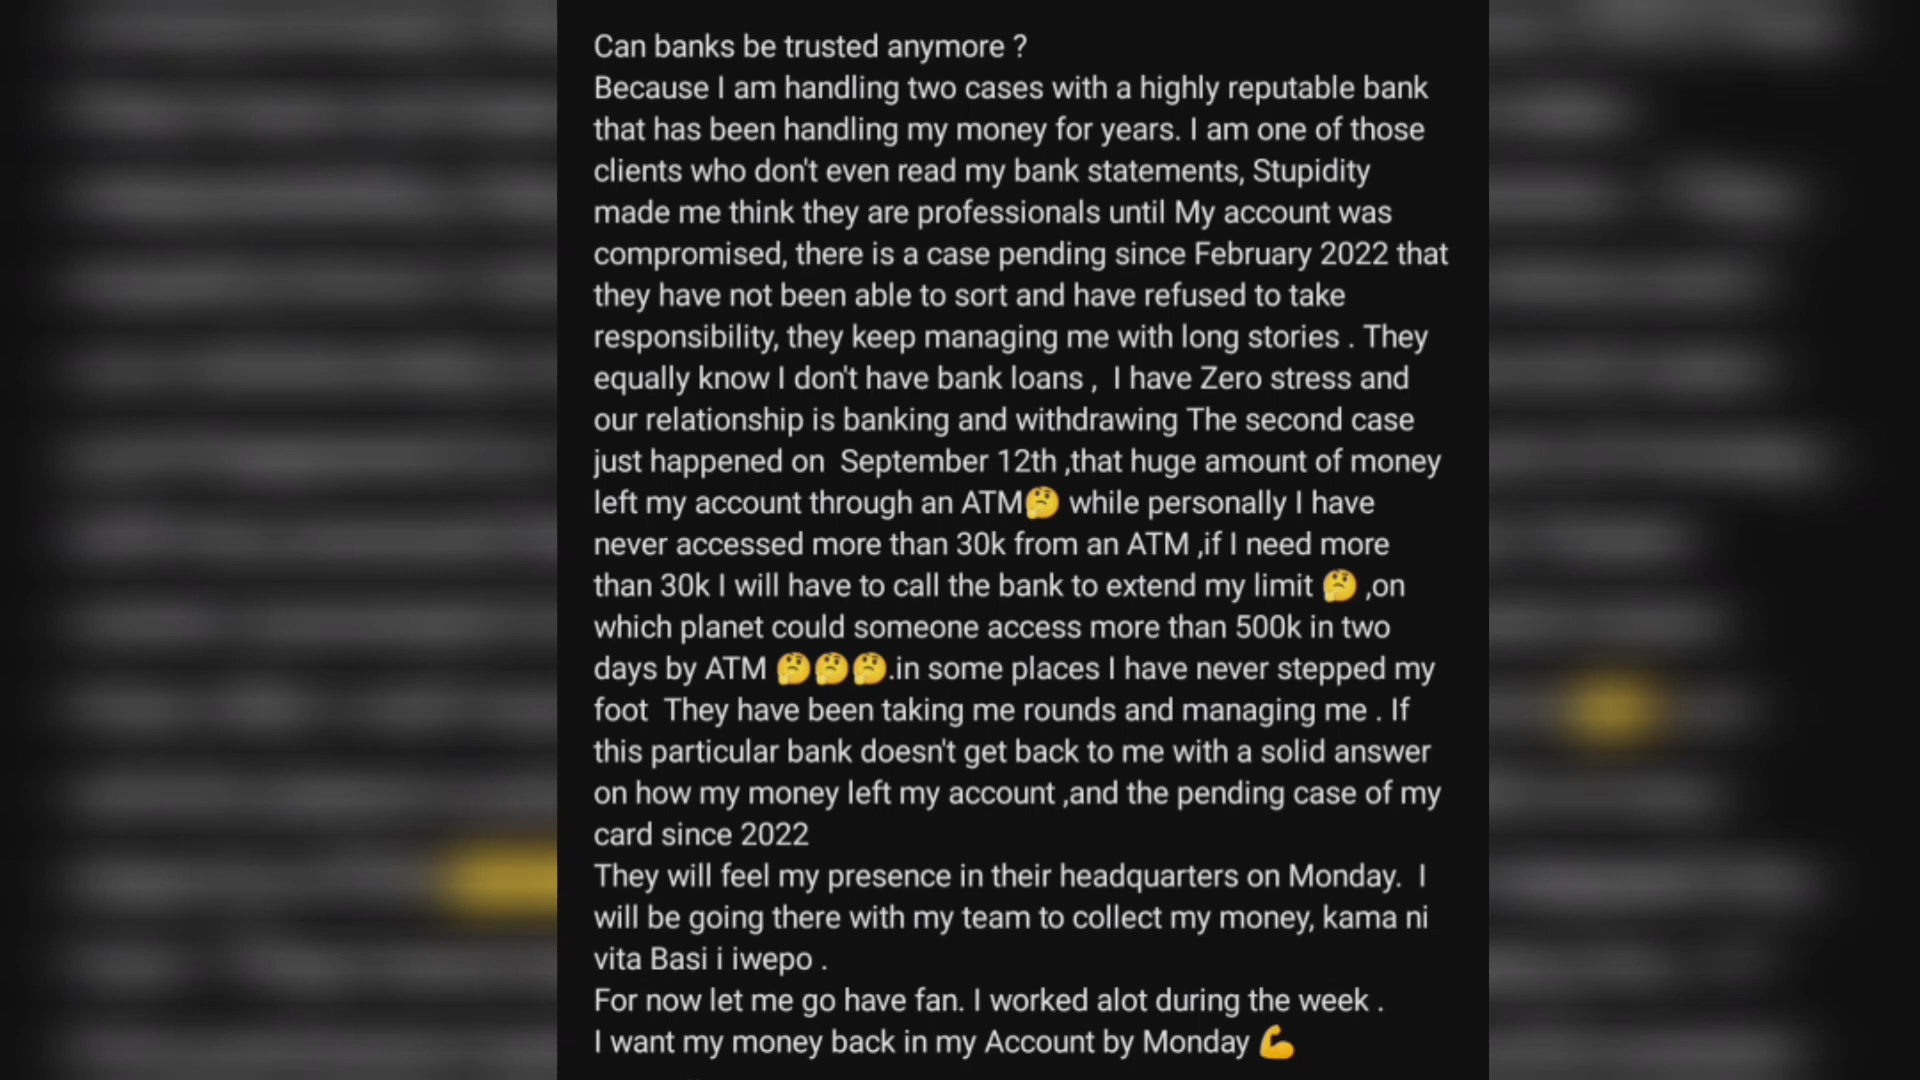 Can banks be trusted anymore ?
Because I am handling two cases with a highly reputable bank
that has been handling my money for years. I am one of those
clients who don't even read my bank statements, Stupidity
made me think they are professionals until My account was
compromised, there is a case pending since February 2022 that
they have not been able to sort and have refused to take
responsibility, they keep managing me with long stories . They
equally know I don't have bank loans ,  I have Zero stress and
our relationship is banking and withdrawing The second case
just happened on  September 12th ,that huge amount of money
left my account through an ATM🤔 while personally I have
never accessed more than 30k from an ATM ,if I need more
than 30k I will have to call the bank to extend my limit 🤔 ,on
which planet could someone access more than 500k in two
days by ATM 🤔🤔🤔.in some places I have never stepped my
foot  They have been taking me rounds and managing me . If
this particular bank doesn't get back to me with a solid answer
on how my money left my account ,and the pending case of my
card since 2022
They will feel my presence in their headquarters on Monday.  I
will be going there with my team to collect my money, kama ni
vita Basi i iwepo .
For now let me go have fan. I worked alot during the week .
I want my money back in my Account by Monday 💪